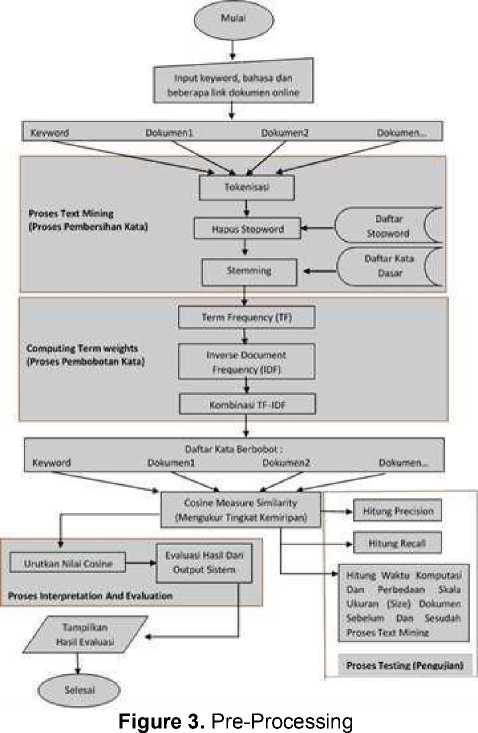 Mulai
Input keyword, bahasa dan
beberapa link dokumen online
Keyword Dokumen1 Dokumen2 Dokumen...
Tokenisasi
Proses Text Mining
(Proses Pembersihan Kata)
Hapus Stopword
Daftar
Stopword
Stemming
Daftar Kata
Dasar
Term Frequency (TF)
Computing Term weights
(Proses Pembobotan Kata)
Inverse Document
Frequency (IDF)
Kombinasi TF-IDF
Daftar Kata Berbobot :
Keyword Dokumen1 Dokumen2 Dokumen...
Cosine Measure Similarity
(Mengukur Tingkat Kemiripan)
Hitung Precision
Hitung Recall
Hitung Waktu Komputasi
Dan Perbedaan Skala
Ukuran (Size) Dokumen
Sebelum Dan Sesudah
Proses Text Mining
Proses Testing (Pengujian)
Urutkan Nilai Cosine
Evaluasi Hasil Dari
Output Sistem
Proses Interpretation And Evaluation
Tampilkan
Hasil Evaluasi
Selesai
Figure 3. Pre-Processing